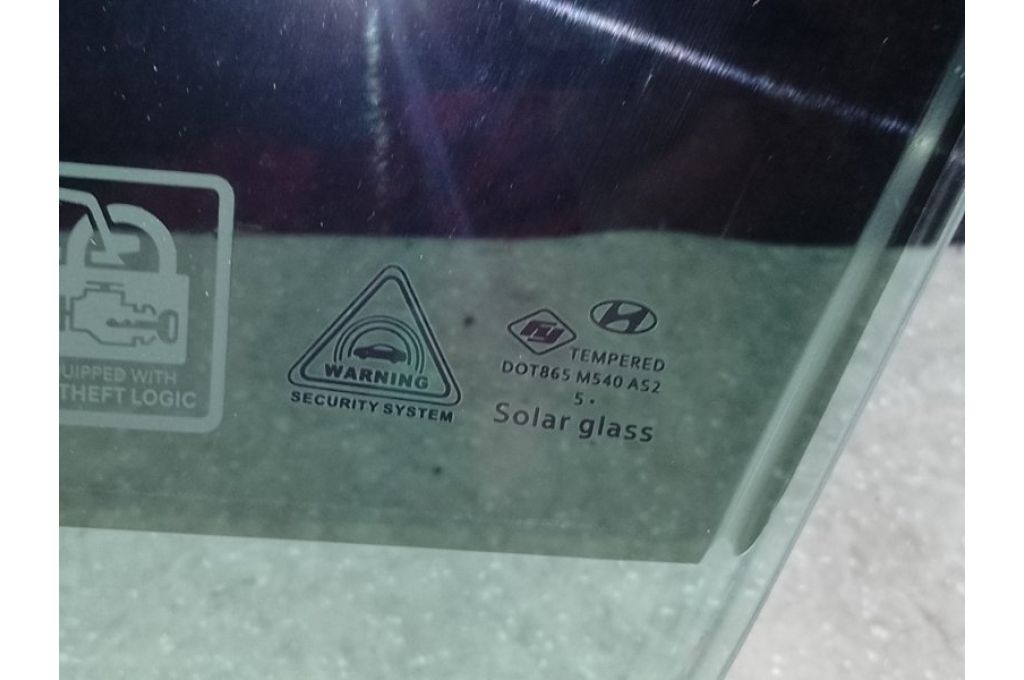 UIPPED WITH
THEFT LOGIC
WARNING
SECURITY SYSTEM
TEMPERED
DOT865 M540 AS2
5 •
Solar glass